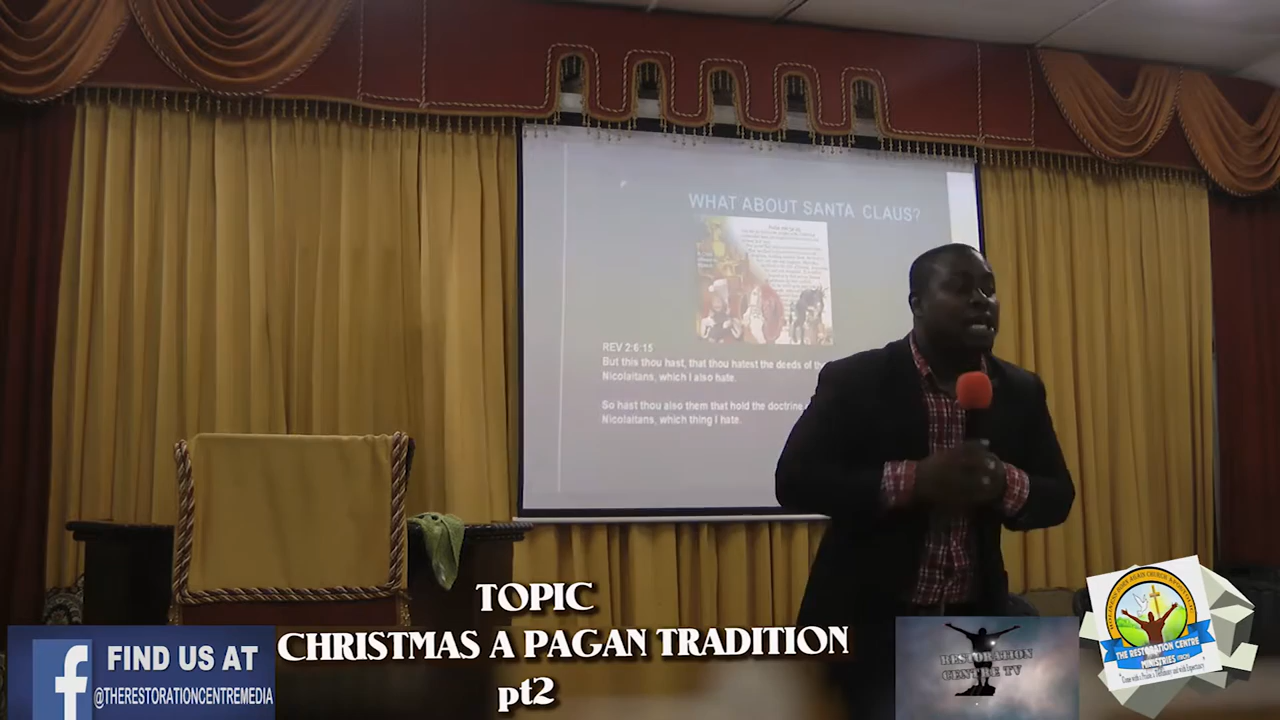 WHAT ABOUT SANTA CLAUS?
REV 2:6:15
But this thou hast, that thou hatest the deeds of the
Nicolaitans, which I also hate.
So hast thou also them that hold the doctrine
Nicolaitans, which thing I hate.
TOPIC
CHRISTMAS A PAGAN TRADITION
pt2
f FIND US AT
@THERESTORATIONCENTREMEDIA
RESTORATION
CENTRE TV
THE RESTORATION CENTRE
MINISTRIES